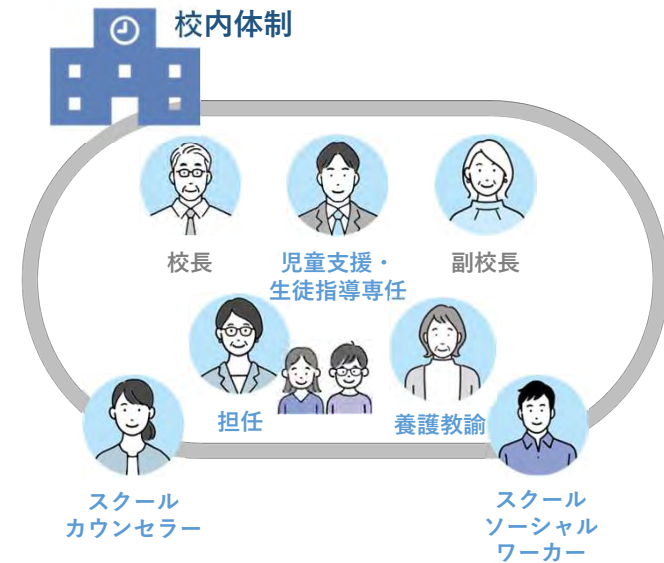 校内体制
校長
児童支援・
生徒指導専任
副校長
担任
養護教諭
スクール
カウンセラー
スクール
ソーシャル
ワーカー